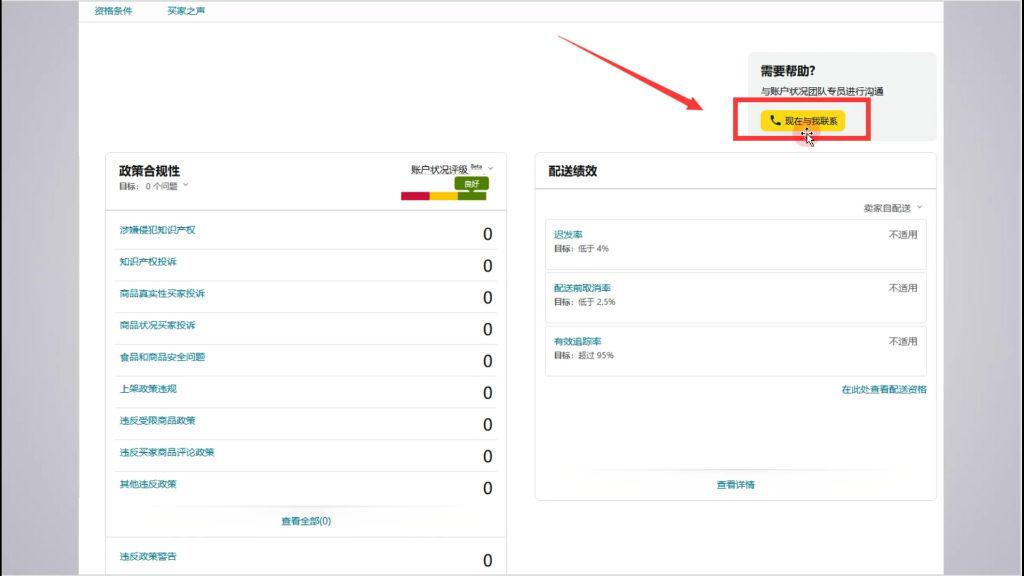 资格条件 买家之声
需要帮助?
与账户状况团队专员进行沟通
现在与我联系
政策合规性
目标： 0 个问题
账户状况评级 Beta
良好
涉嫌侵犯知识产权 0
知识产权投诉 0
商品真实性买家投诉 0
商品状况买家投诉 0
食品和商品安全问题 0
上架政策违规 0
违反受限商品政策 0
违反买家商品评论政策 0
其他违反政策 0
查看全部(0)
违反政策警告 0
配送绩效
卖家自配送
迟发率 不适用
目标：低于 4%
配送前取消率 不适用
目标：低于 2.5%
有效追踪率 不适用
目标：超过 95%
在此处查看配送资格
查看详情